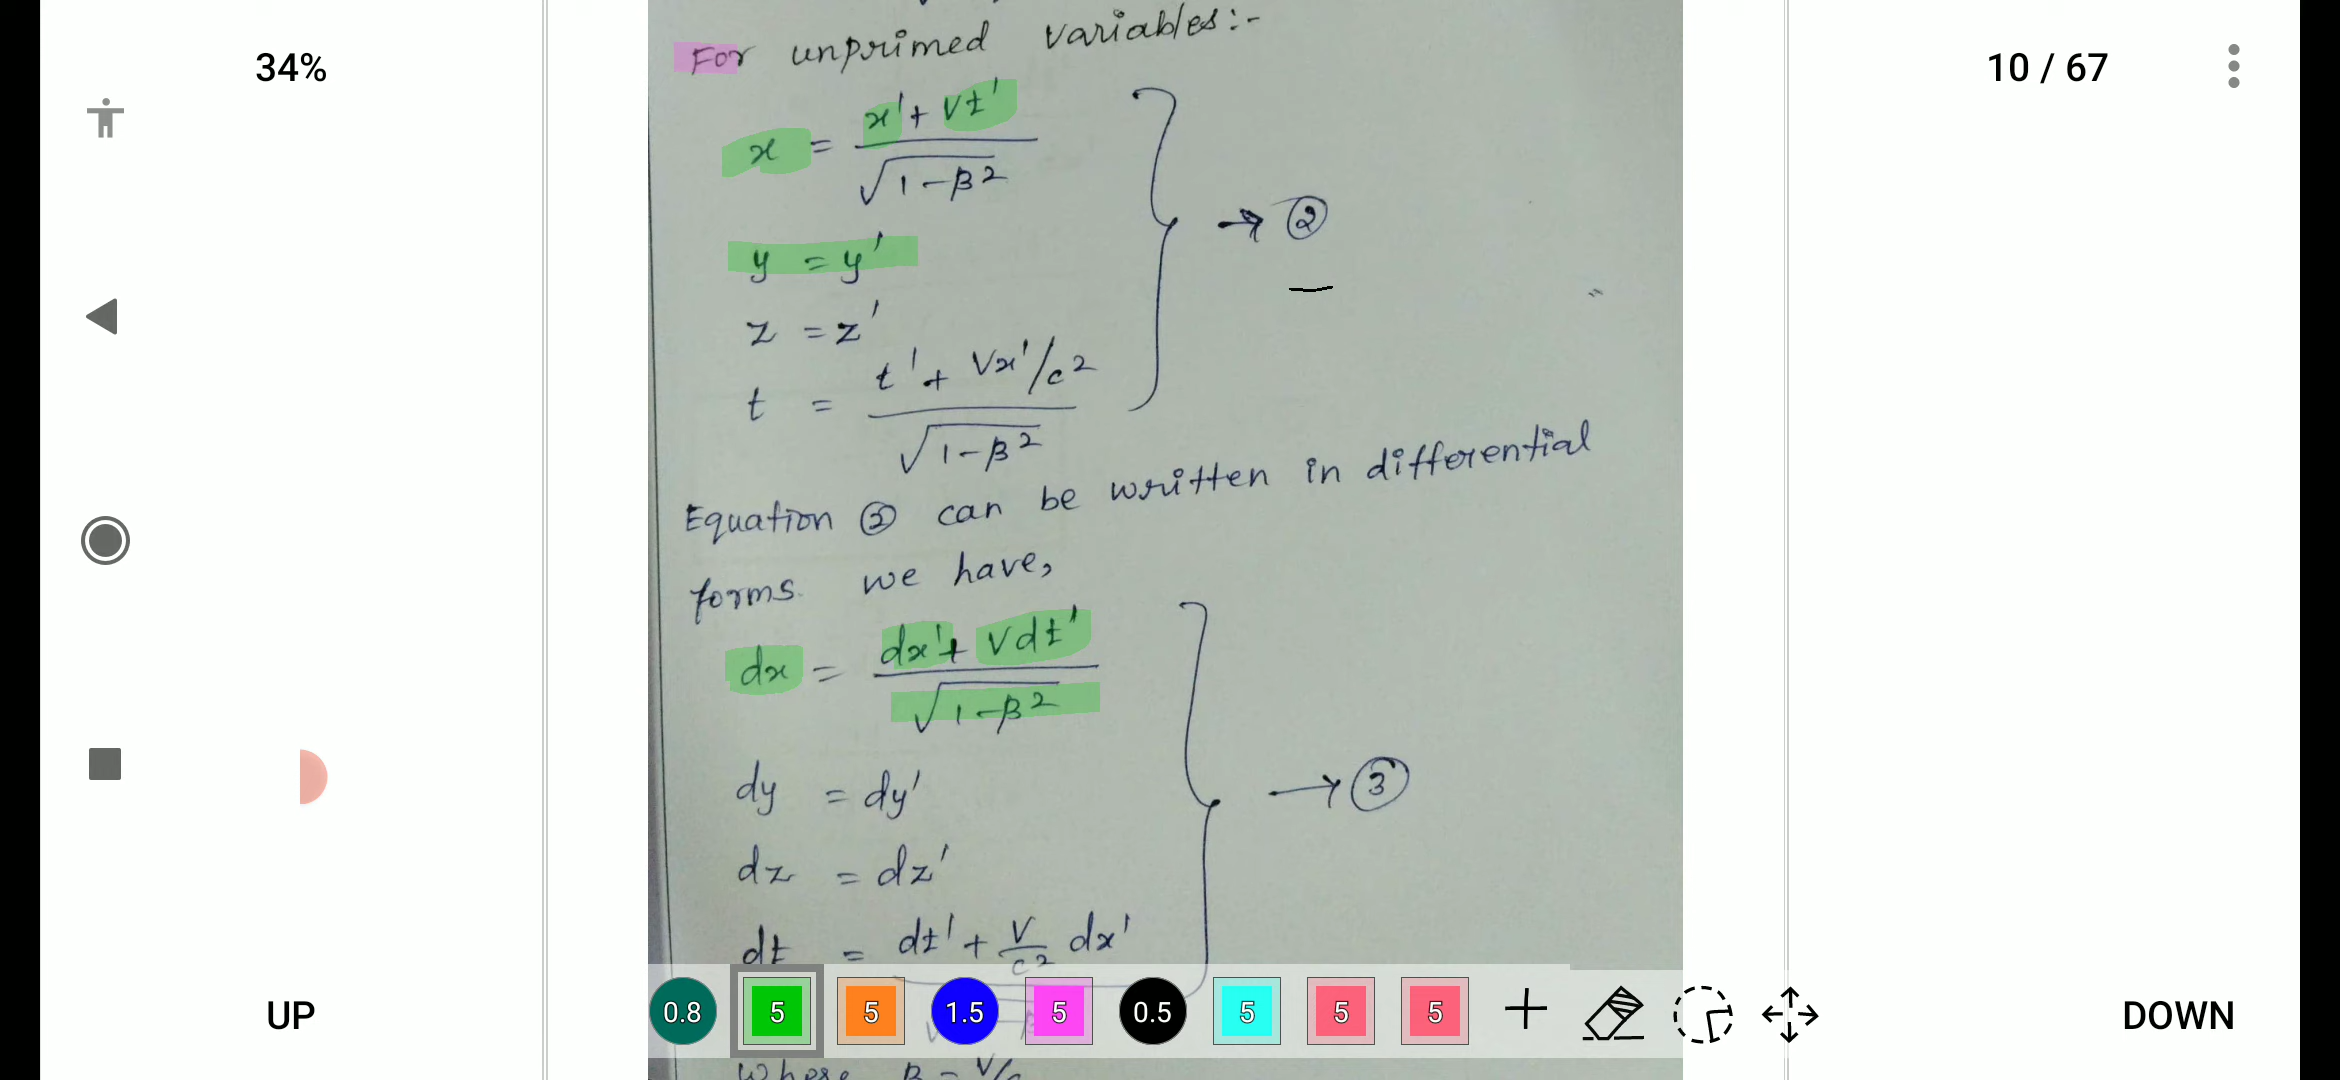 34%
10 / 67
For unprimed variables:-
x = x' + Vt' / √1-β²
y = y'
z = z'
t = t' + Vx'/c² / √1-β²
→ ②
Equation ② can be written in differential
forms. we have,
dx = dx' + Vdt' / √1-β²
dy = dy'
dz = dz'
dt = dt' + V/c² dx'
→ ③
UP
0.8 5 5 1.5 5 0.5 5 5 5
DOWN
where β = V/c